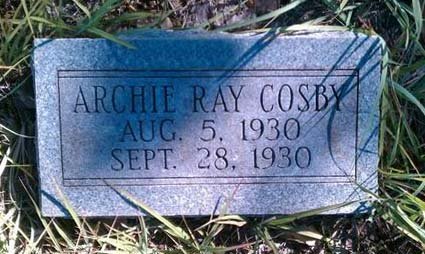 ARCHIE RAY COSBY
AUG. 5, 1930
SEPT. 28, 1930